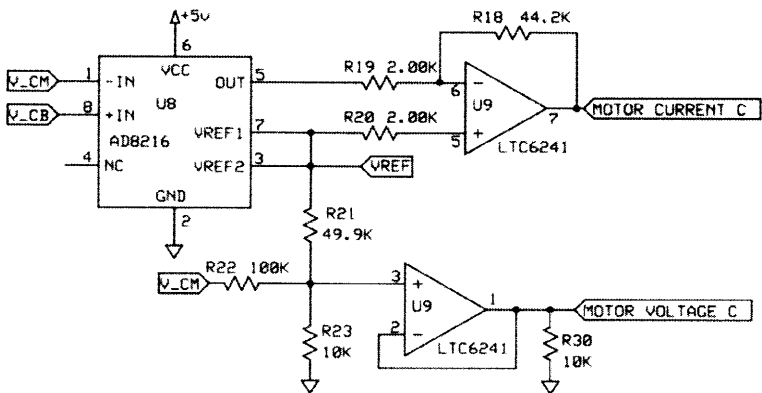 +5v
6
VCC
V_CM 1 -IN
OUT 5
U8
V_CB 8 +IN
AD8216
VREF1 7
4 NC
VREF2 3
VREF
GND
2
R18 44.2K
R19 2.00K
6 -
U9
7 MOTOR CURRENT C
R20 2.00K
5 +
LTC6241
R21
49.9K
V_CM R22 100K
3 +
U9
1 MOTOR VOLTAGE C
2 -
LTC6241
R23
10K
R30
10K